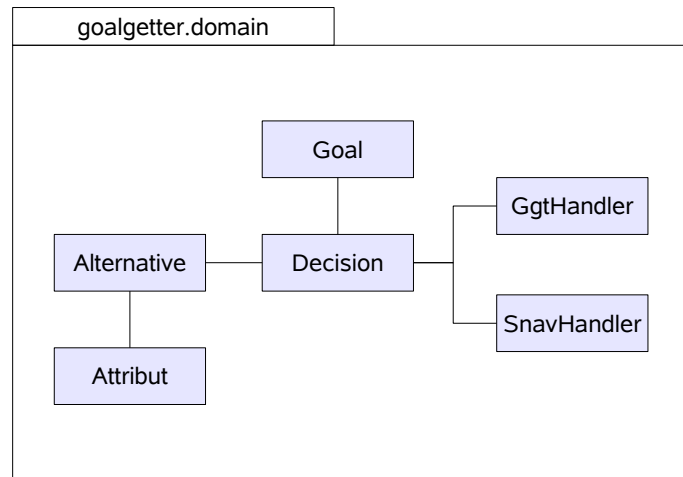 goalgetter.domain
Goal
GgtHandler
Alternative
Decision
SnavHandler
Attribut